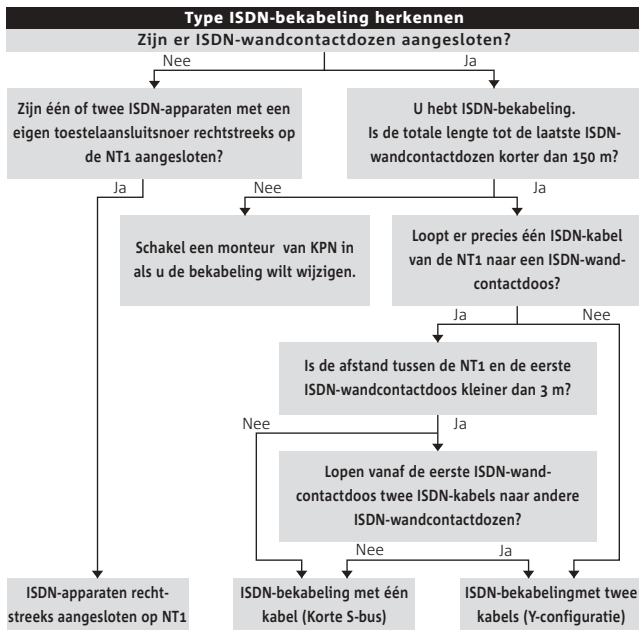 Type ISDN-bekabeling herkennen
Zijn er ISDN-wandcontactdozen aangesloten?
Nee
Ja
Zijn één of twee ISDN-apparaten met een
eigen toestelaansluitsnoer rechtstreeks op
de NT1 aangesloten?
U hebt ISDN-bekabeling.
Is de totale lengte tot de laatste ISDN-
wandcontactdozen korter dan 150 m?
Ja
Nee
Ja
Schakel een monteur van KPN in
als u de bekabeling wilt wijzigen.
Loopt er precies één ISDN-kabel
van de NT1 naar een ISDN-wand-
contactdoos?
Ja
Nee
Is de afstand tussen de NT1 en de eerste
ISDN-wandcontactdoos kleiner dan 3 m?
Nee
Ja
Lopen vanaf de eerste ISDN-wand-
contactdoos twee ISDN-kabels naar andere
ISDN-wandcontactdozen?
Nee
Ja
ISDN-apparaten recht-
streeks aangesloten op NT1
ISDN-bekabeling met één
kabel (Korte S-bus)
ISDN-bekabelingmet twee
kabels (Y-configuratie)